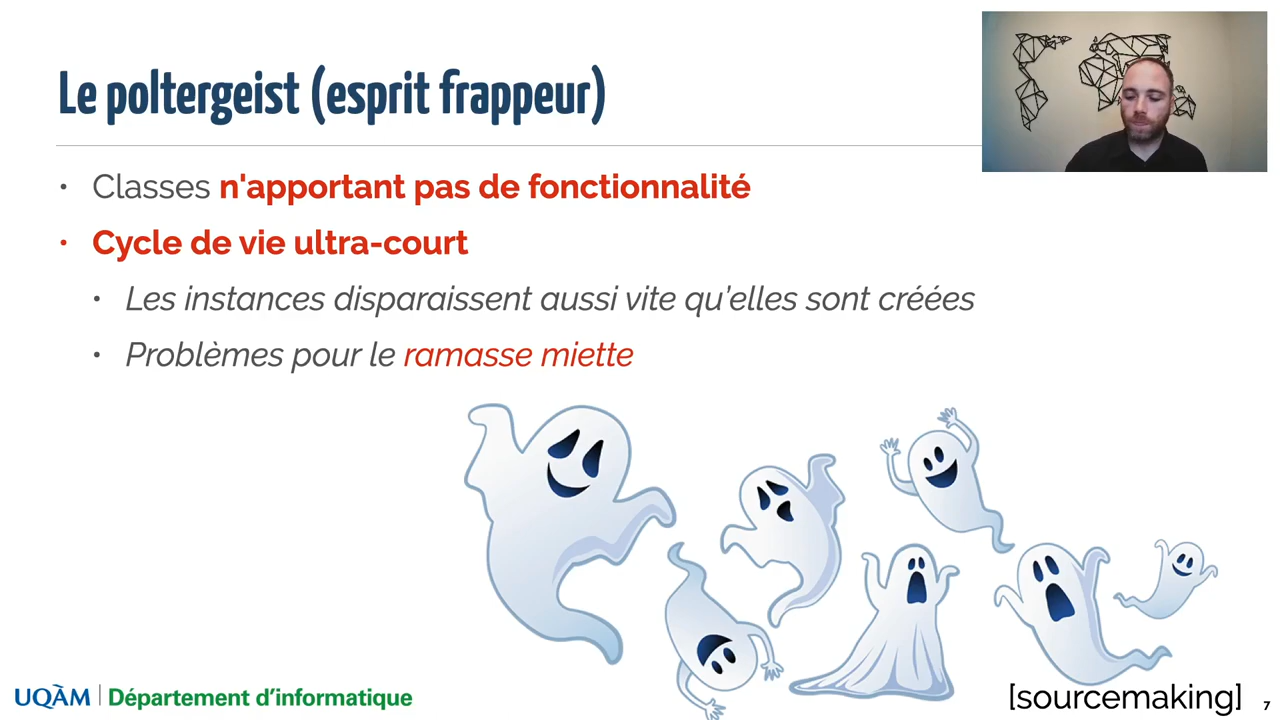 Le poltergeist (esprit frappeur)
• Classes n'apportant pas de fonctionnalité
• Cycle de vie ultra-court
• Les instances disparaissent aussi vite qu’elles sont créées
• Problèmes pour le ramasse miette
UQÀM | Département d’informatique
[sourcemaking]
7